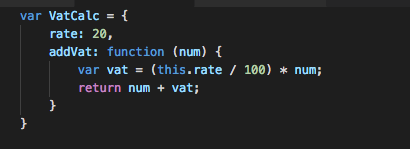 var VatCalc = {
    rate: 20,
    addVat: function (num) {
        var vat = (this.rate / 100) * num;
        return num + vat;
    }
}